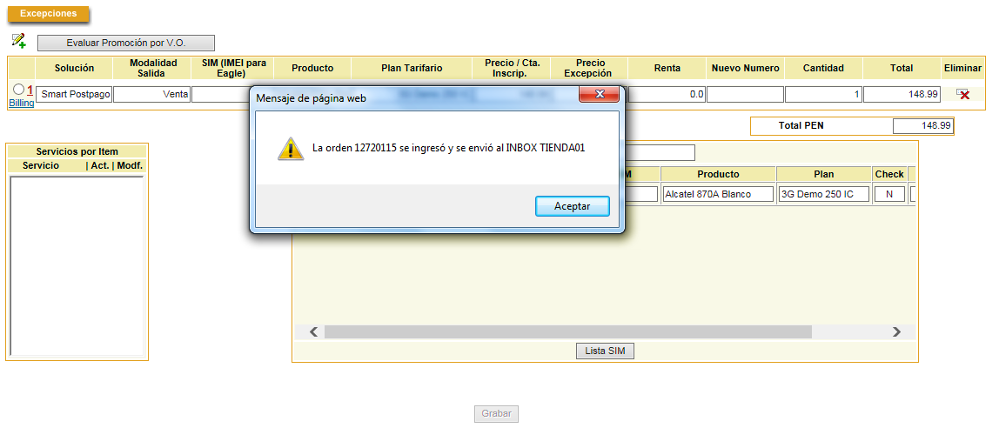 Excepciones
Evaluar Promoción por V.O.
Solución Modalidad Salida SIM (IMEI para Eagle) Producto Plan Tarifario Precio / Cta. Inscrip. Precio Excepción Renta Nuevo Numero Cantidad Total Eliminar
1 Smart Postpago Venta 0.0 1 148.99
Billing
Mensaje de página web
La orden 12720115 se ingresó y se envió al INBOX TIENDA01
Aceptar
Total PEN 148.99
Servicios por Item
Servicio | Act. | Modf.
Producto Plan Check
Alcatel 870A Blanco 3G Demo 250 IC N
Lista SIM
Grabar